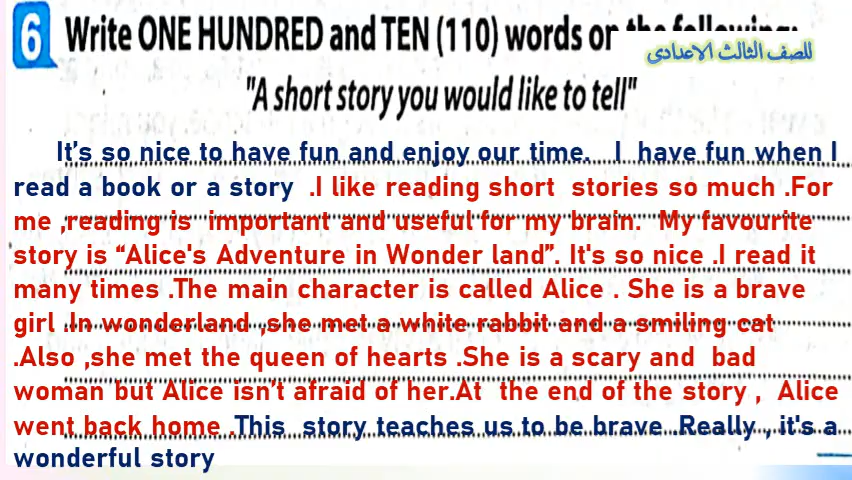 6 Write ONE HUNDRED and TEN (110) words on the following:
للصف الثالث الاعدادى
"A short story you would like to tell"
It's so nice to have fun and enjoy our time. I have fun when I
read a book or a story .I like reading short stories so much .For
me ,reading is important and useful for my brain. My favourite
story is “Alice's Adventure in Wonder land”. It's so nice .I read it
many times .The main character is called Alice . She is a brave
girl .In wonderland ,she met a white rabbit and a smiling cat
.Also ,she met the queen of hearts .She is a scary and bad
woman but Alice isn’t afraid of her.At the end of the story , Alice
went back home .This story teaches us to be brave .Really , it's a
wonderful story